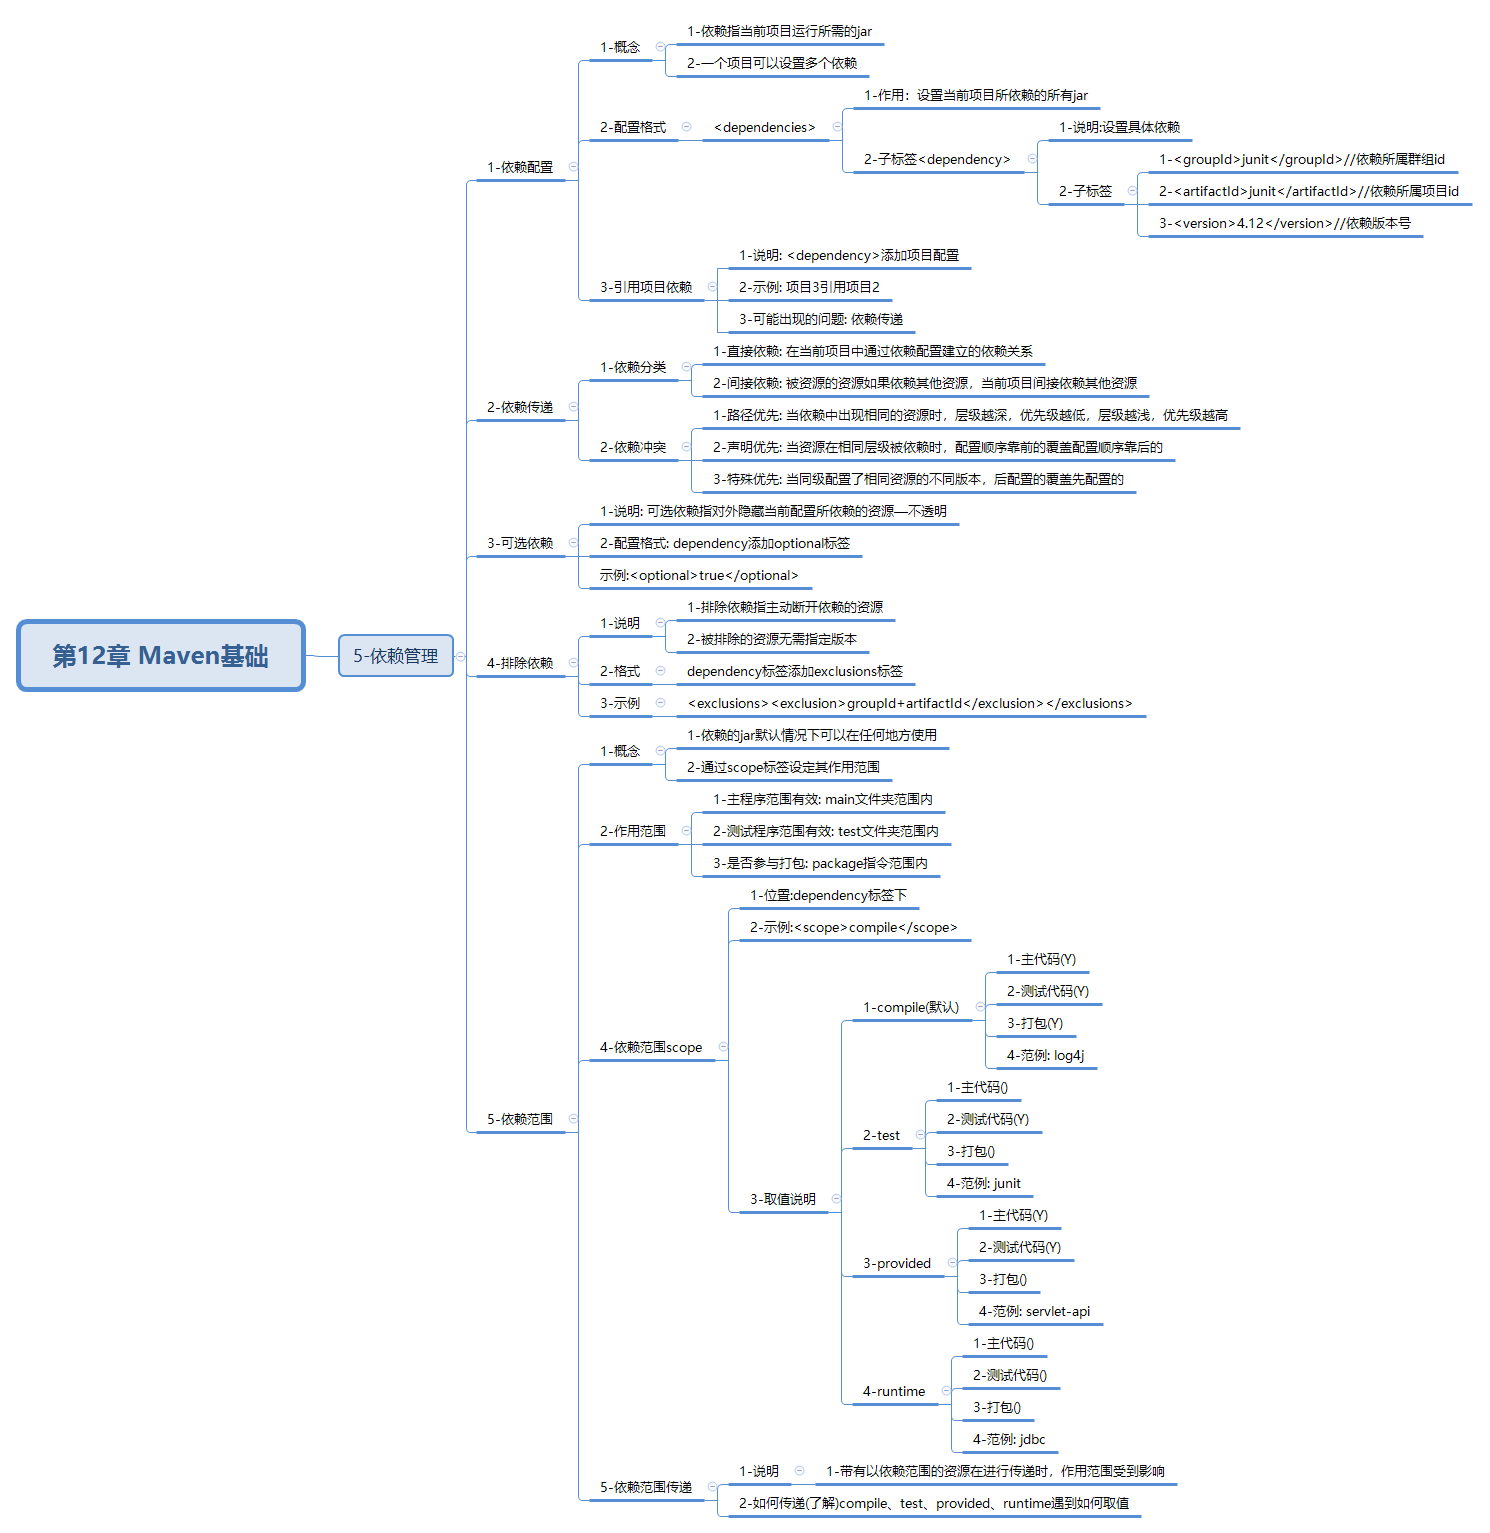 第12章 Maven基础
5-依赖管理
1-依赖配置
1-概念
1-依赖指当前项目运行所需的jar
2-一个项目可以设置多个依赖
2-配置格式
<dependencies>
1-作用：设置当前项目所依赖的所有jar
2-子标签<dependency>
1-说明:设置具体依赖
2-子标签
1-<groupId>junit</groupId>//依赖所属群组id
2-<artifactId>junit</artifactId>//依赖所属项目id
3-<version>4.12</version>//依赖版本号
3-引用项目依赖
1-说明: <dependency>添加项目配置
2-示例: 项目3引用项目2
3-可能出现的问题: 依赖传递
2-依赖传递
1-依赖分类
1-直接依赖: 在当前项目中通过依赖配置建立的依赖关系
2-间接依赖: 被资源的资源如果依赖其他资源，当前项目间接依赖其他资源
2-依赖冲突
1-路径优先: 当依赖中出现相同的资源时，层级越深，优先级越低，层级越浅，优先级越高
2-声明优先: 当资源在相同层级被依赖时，配置顺序靠前的覆盖配置顺序靠后的
3-特殊优先: 当同级配置了相同资源的不同版本，后配置的覆盖先配置的
3-可选依赖
1-说明: 可选依赖指对外隐藏当前配置所依赖的资源—不透明
2-配置格式: dependency添加optional标签
示例:<optional>true</optional>
4-排除依赖
1-说明
1-排除依赖指主动断开依赖的资源
2-被排除的资源无需指定版本
2-格式
dependency标签添加exclusions标签
3-示例
<exclusions><exclusion>groupId+artifactId</exclusion></exclusions>
5-依赖范围
1-概念
1-依赖的jar默认情况下可以在任何地方使用
2-通过scope标签设定其作用范围
2-作用范围
1-主程序范围有效: main文件夹范围内
2-测试程序范围有效: test文件夹范围内
3-是否参与打包: package指令范围内
4-依赖范围scope
1-位置:dependency标签下
2-示例:<scope>compile</scope>
3-取值说明
1-compile(默认)
1-主代码(Y)
2-测试代码(Y)
3-打包(Y)
4-范例: log4j
2-test
1-主代码()
2-测试代码(Y)
3-打包()
4-范例: junit
3-provided
1-主代码(Y)
2-测试代码(Y)
3-打包()
4-范例: servlet-api
4-runtime
1-主代码()
2-测试代码()
3-打包()
4-范例: jdbc
5-依赖范围传递
1-说明
1-带有以依赖范围的资源在进行传递时，作用范围受到影响
2-如何传递(了解)compile、test、provided、runtime遇到如何取值